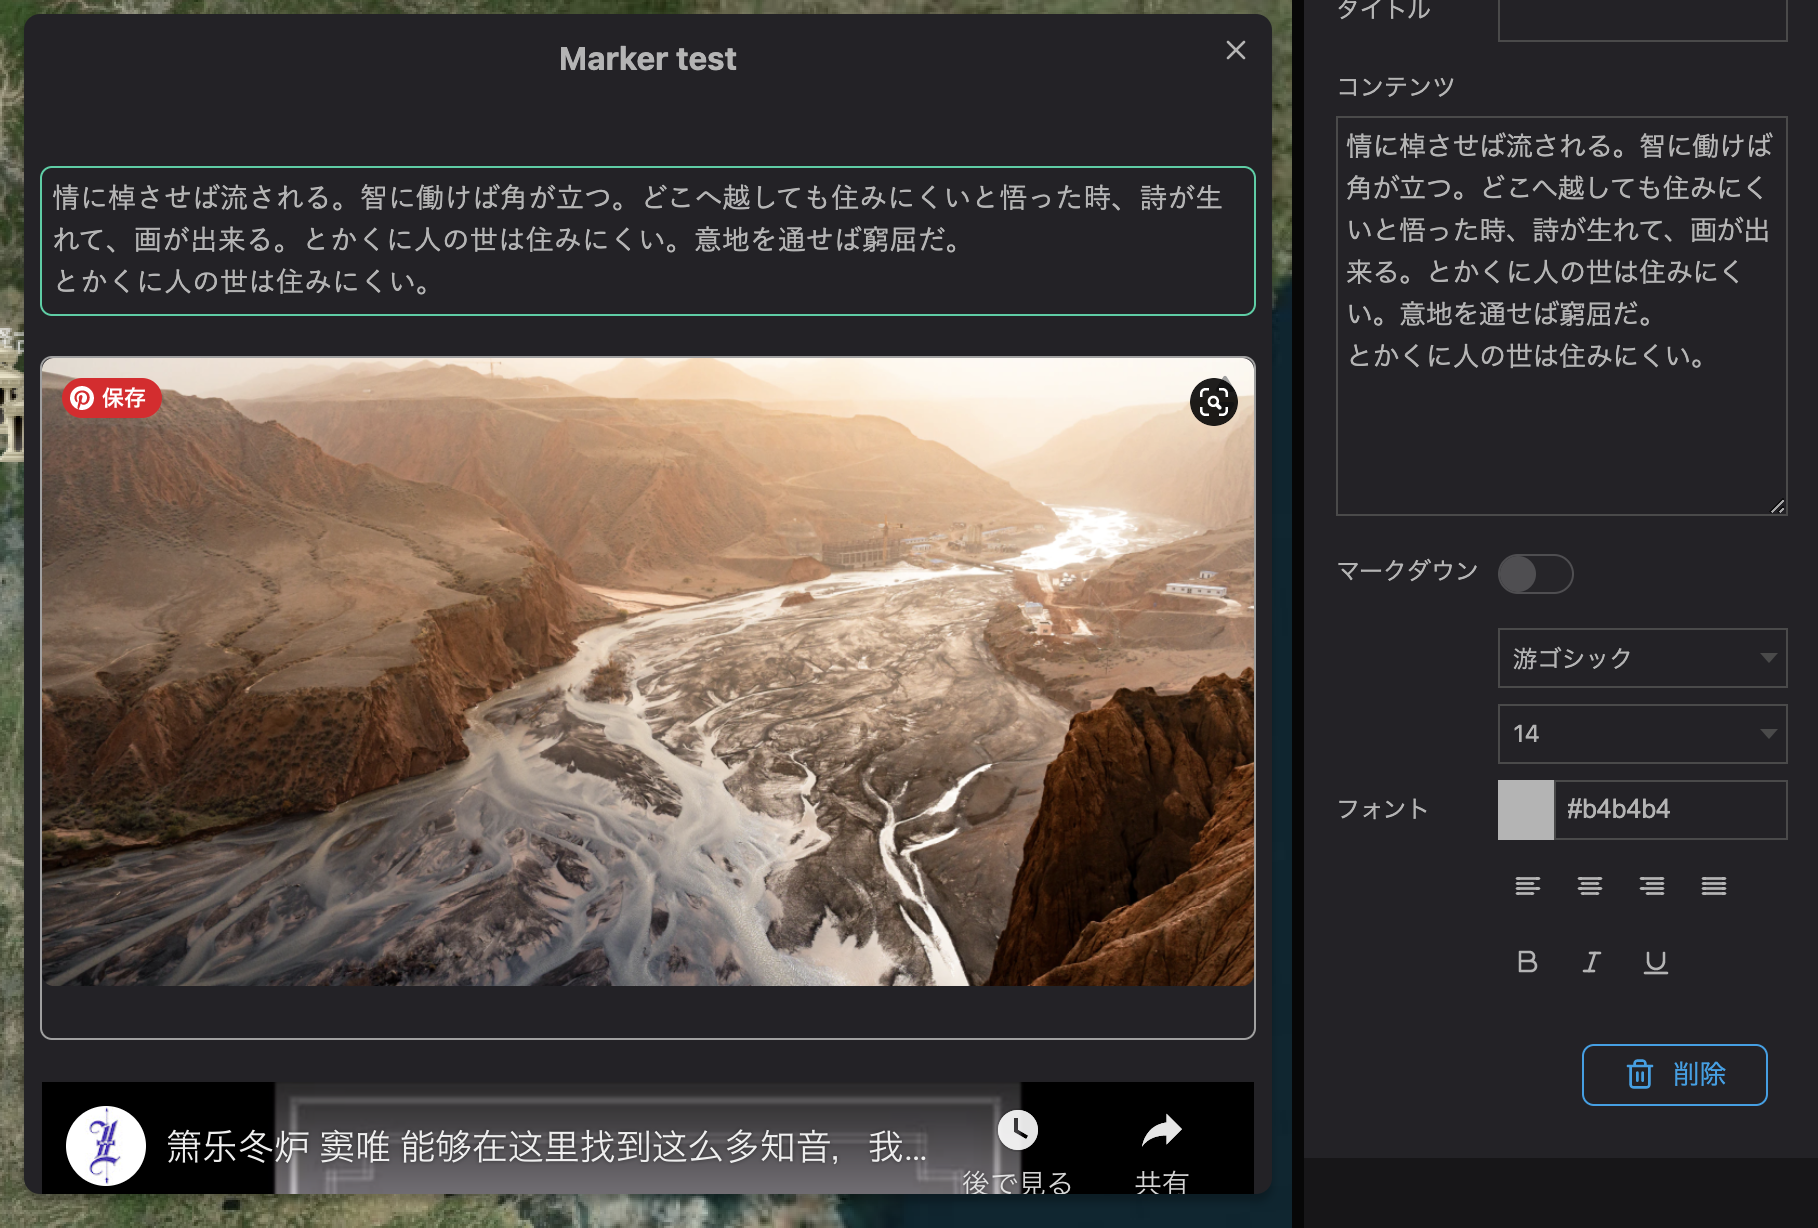 Marker test
情に棹させば流される。智に働けば角が立つ。どこへ越しても住みにくいと悟った時、詩が生
れて、画が出来る。とかくに人の世は住みにくい。意地を通せば窮屈だ。
とかくに人の世は住みにくい。
保存
箫乐冬炉 窦唯 能够在这里找到这么多知音， 我...
後で見る
共有
タイトル
コンテンツ
情に棹させば流される。智に働けば
角が立つ。どこへ越しても住みにく
いと悟った時、詩が生れて、画が出
来る。とかくに人の世は住みにく
い。意地を通せば窮屈だ。
とかくに人の世は住みにくい。
マークダウン
游ゴシック
14
フォント
#b4b4b4
B I U
削除